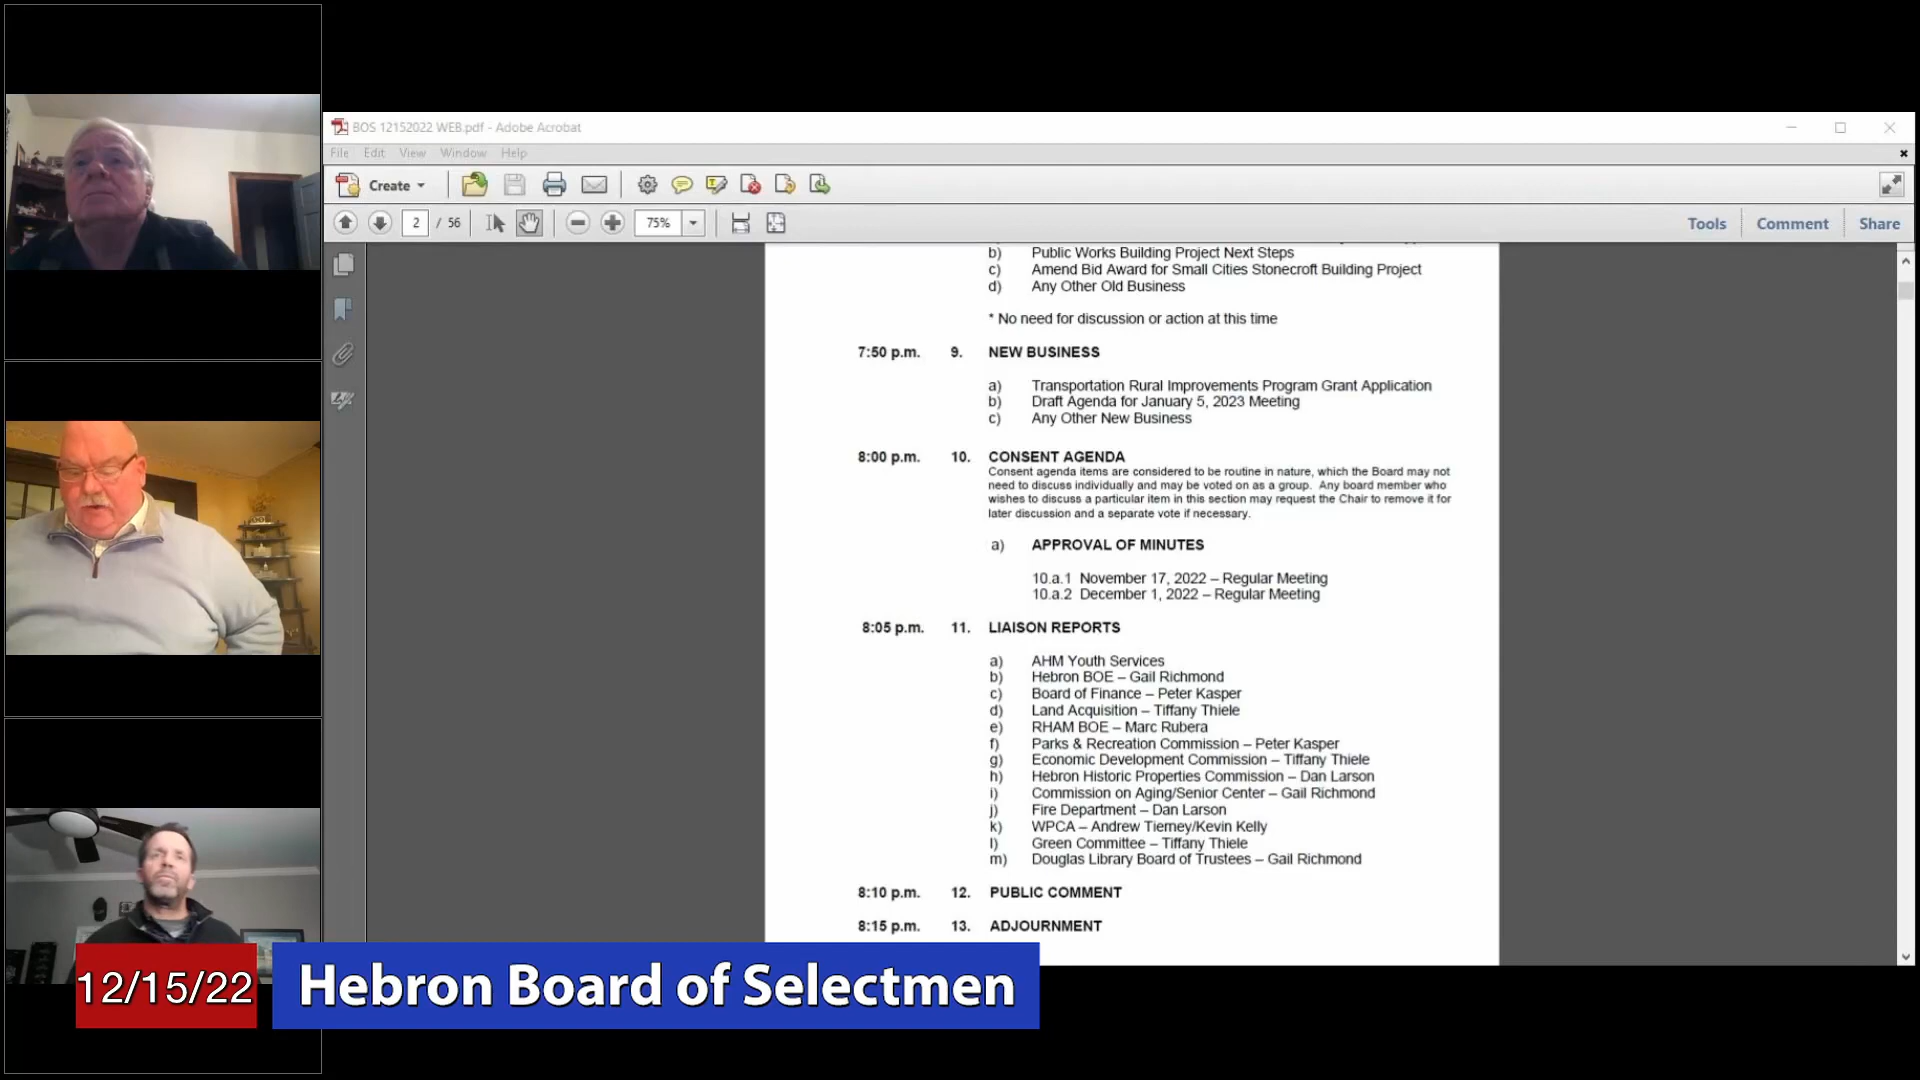 BOS 12152022 WEB.pdf - Adobe Acrobat
File Edit View Window Help
Create
2 / 56 75% Tools Comment Share
b) Public Works Building Project Next Steps
c) Amend Bid Award for Small Cities Stonecroft Building Project
d) Any Other Old Business
* No need for discussion or action at this time
7:50 p.m. 9. NEW BUSINESS
a) Transportation Rural Improvements Program Grant Application
b) Draft Agenda for January 5, 2023 Meeting
c) Any Other New Business
8:00 p.m. 10. CONSENT AGENDA
Consent agenda items are considered to be routine in nature, which the Board may not
need to discuss individually and may be voted on as a group. Any board member who
wishes to discuss a particular item in this section may request the Chair to remove it for
later discussion and a separate vote if necessary.
a) APPROVAL OF MINUTES
10.a.1 November 17, 2022 – Regular Meeting
10.a.2 December 1, 2022 – Regular Meeting
8:05 p.m. 11. LIAISON REPORTS
a) AHM Youth Services
b) Hebron BOE – Gail Richmond
c) Board of Finance – Peter Kasper
d) Land Acquisition – Tiffany Thiele
e) RHAM BOE – Marc Rubera
f) Parks & Recreation Commission – Peter Kasper
g) Economic Development Commission – Tiffany Thiele
h) Hebron Historic Properties Commission – Dan Larson
i) Commission on Aging/Senior Center – Gail Richmond
j) Fire Department – Dan Larson
k) WPCA – Andrew Tierney/Kevin Kelly
l) Green Committee – Tiffany Thiele
m) Douglas Library Board of Trustees – Gail Richmond
8:10 p.m. 12. PUBLIC COMMENT
8:15 p.m. 13. ADJOURNMENT
12/15/22 Hebron Board of Selectmen